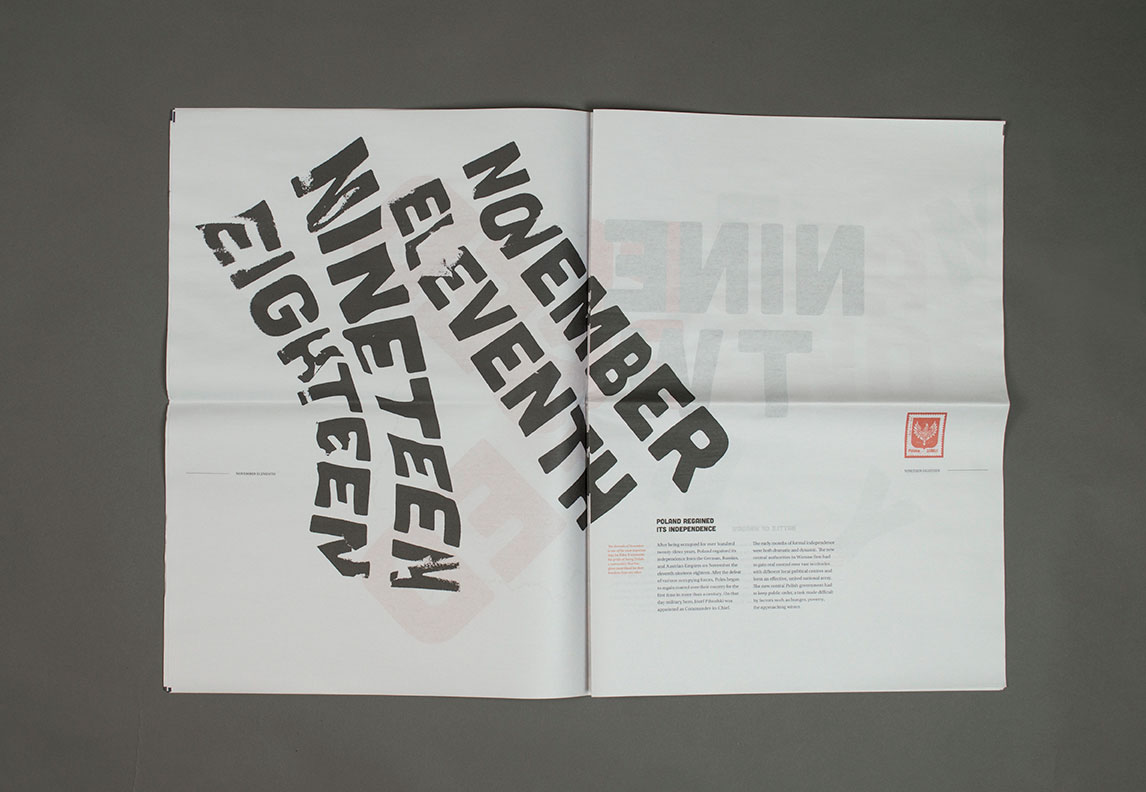 NOVEMBER
ELEVENTH
NINETEEN
EIGHTEEN
NOVEMBER ELEVENTH
NINETEEN EIGHTEEN
POLAND REGAINED
ITS INDEPENDENCE
After being occupied for over hundred
twenty three years, Poland regained its
independence from the German, Russian,
and Austrian Empires on November the
eleventh nineteen eighteen. After the defeat
of various occupying forces, Poles began
to regain control over their country for the
first time in more than a century. On that
day military hero, Józef Piłsudski was
appointed as Commander in Chief.
The early months of formal independence
were both dramatic and dynamic. The new
central authorities in Warsaw first had
to gain real control over vast territories
with different local political centres and
form an effective, united national army.
The new central Polish government had
to keep public order, a task made difficult
by factors such as hunger, poverty,
the approaching winter.
NINE
TW
BATTLE OF WARSAW